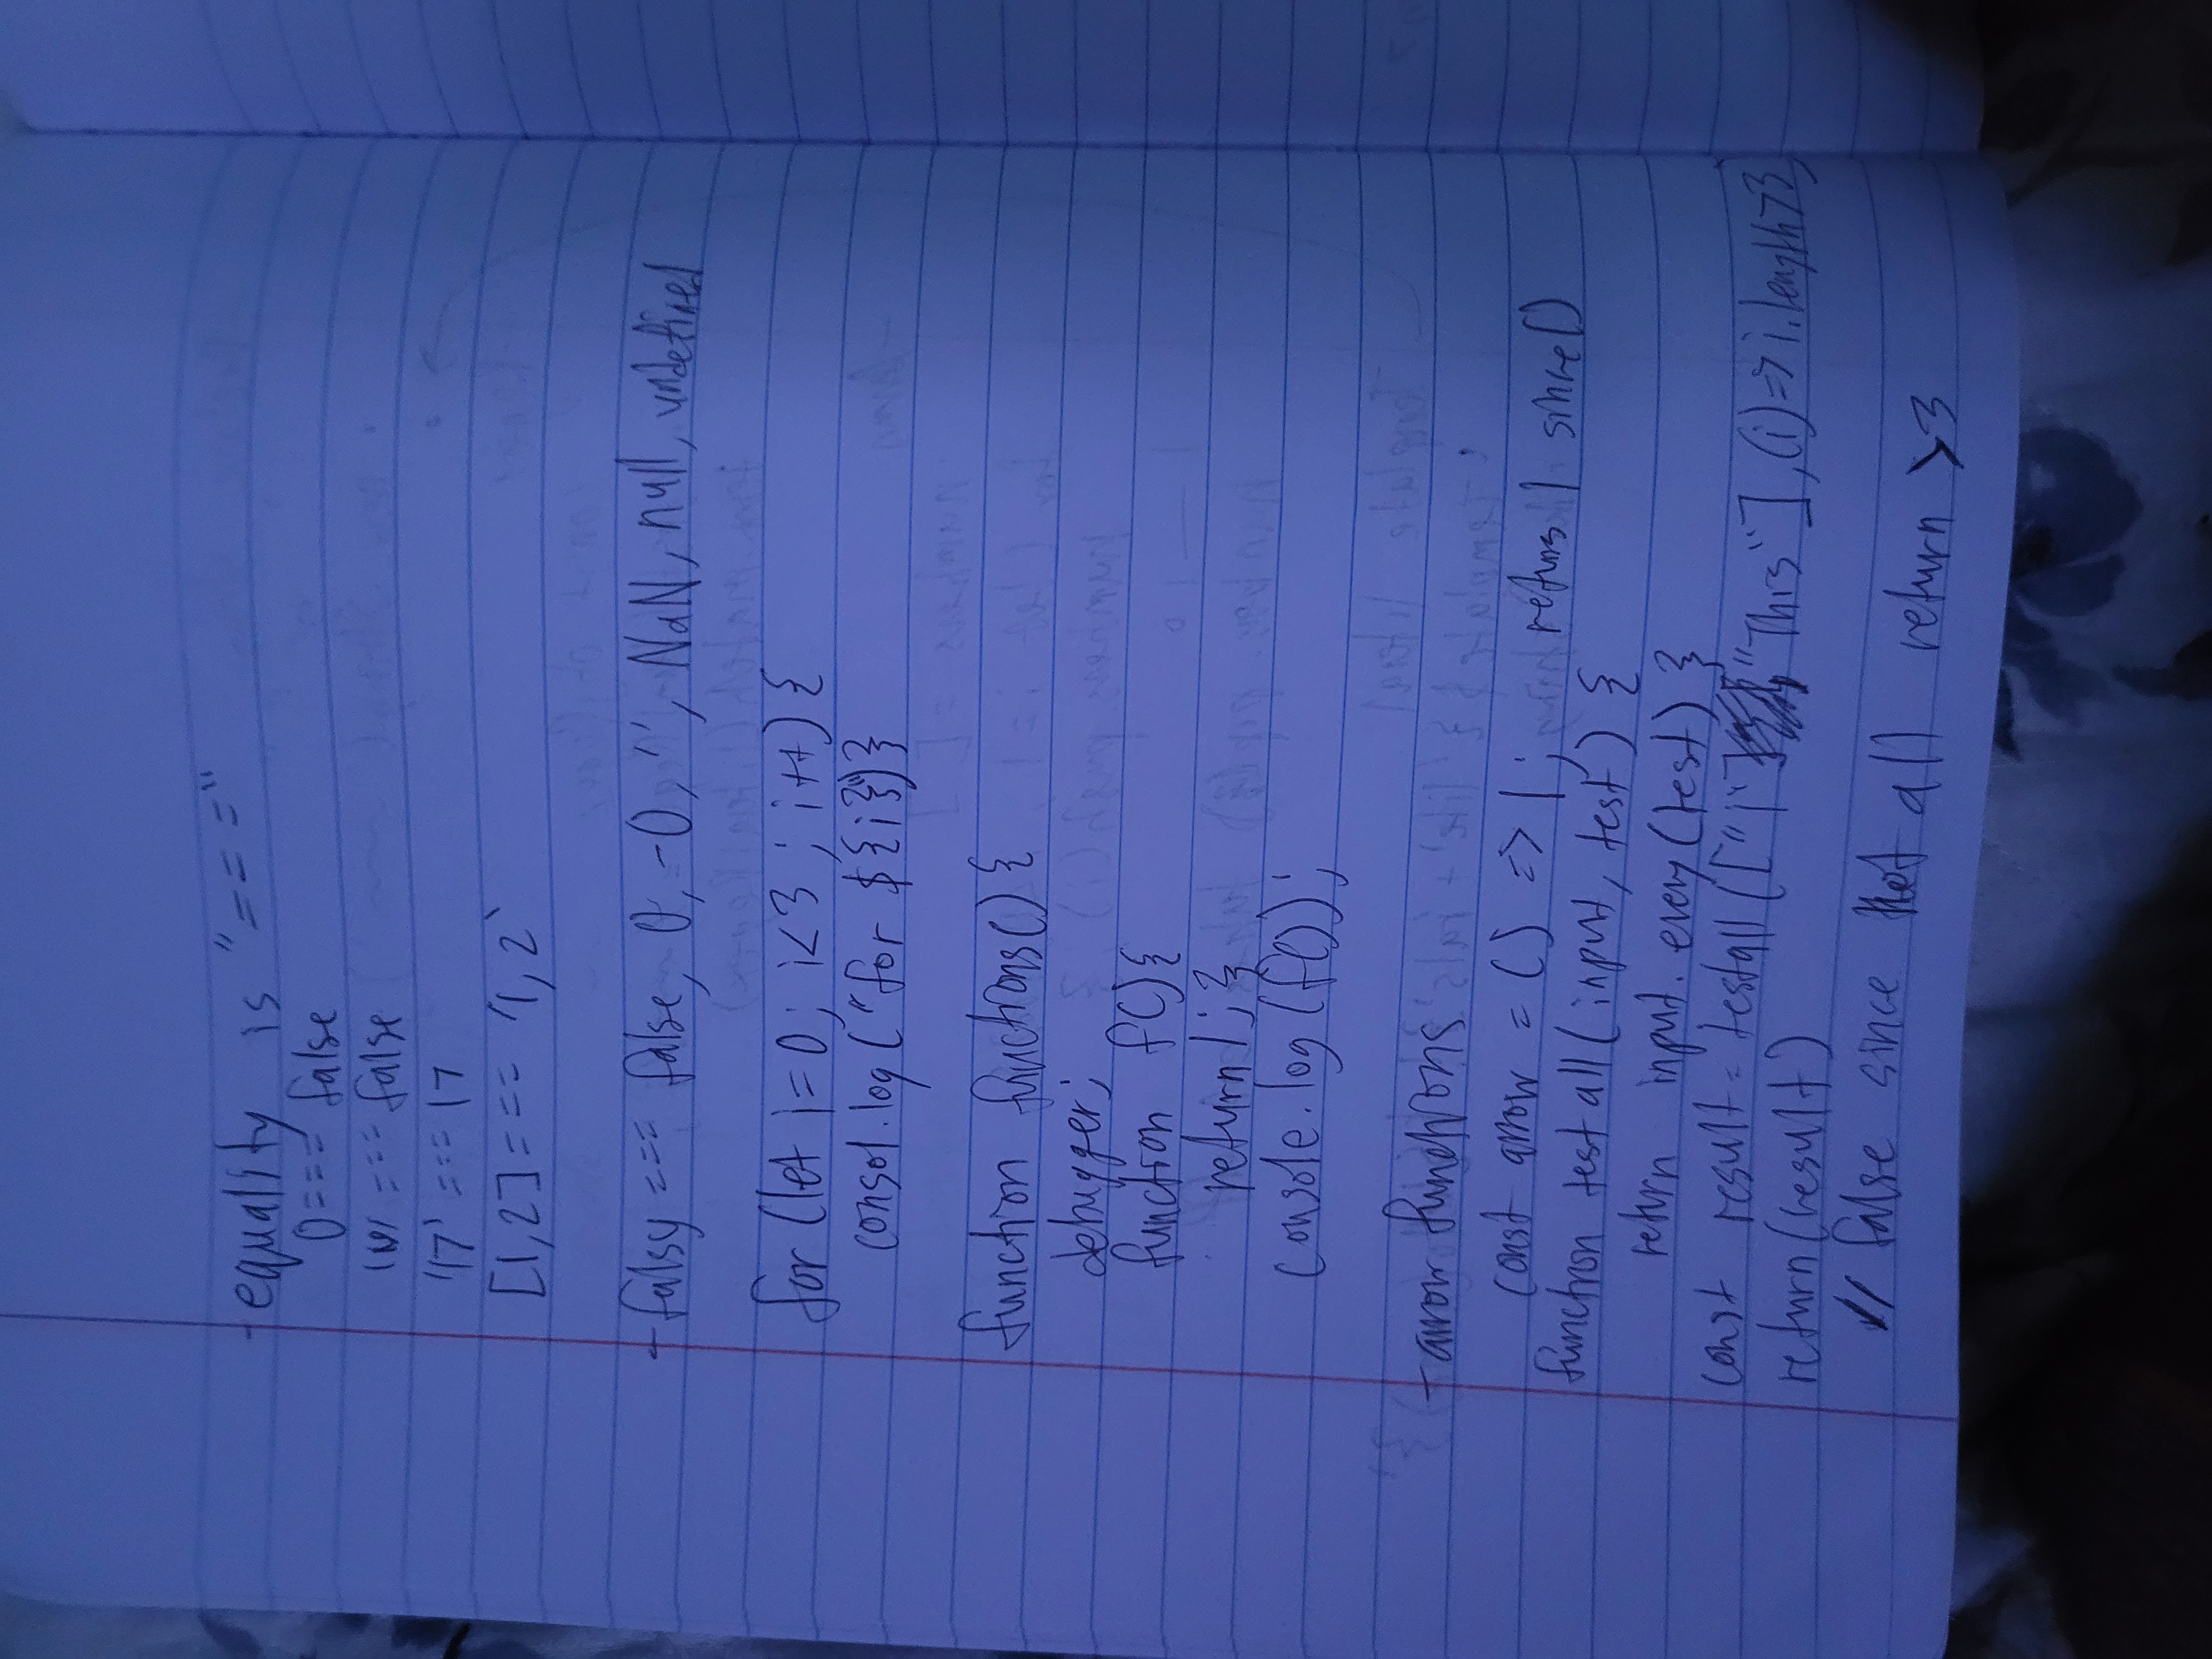 - equality is "==="
0 === false
'0' === false
'17' === 17
[1,2] === '1,2'
- falsy === false, 0, -0, '', NaN, null, undefined
for (let i=0; i<3; i++) {
consol.log("for ${i}")}
function functions() {
debugger;
function f() {
return 1; }
console.log(f());
- arrow functions
const arrow = () => 1; returns 1 since ()
function test all (input, test) {
return input.every(test) }
const result = testall (["i" "This"], (i) => i.length>3)
return (result)
// false since not all return >3